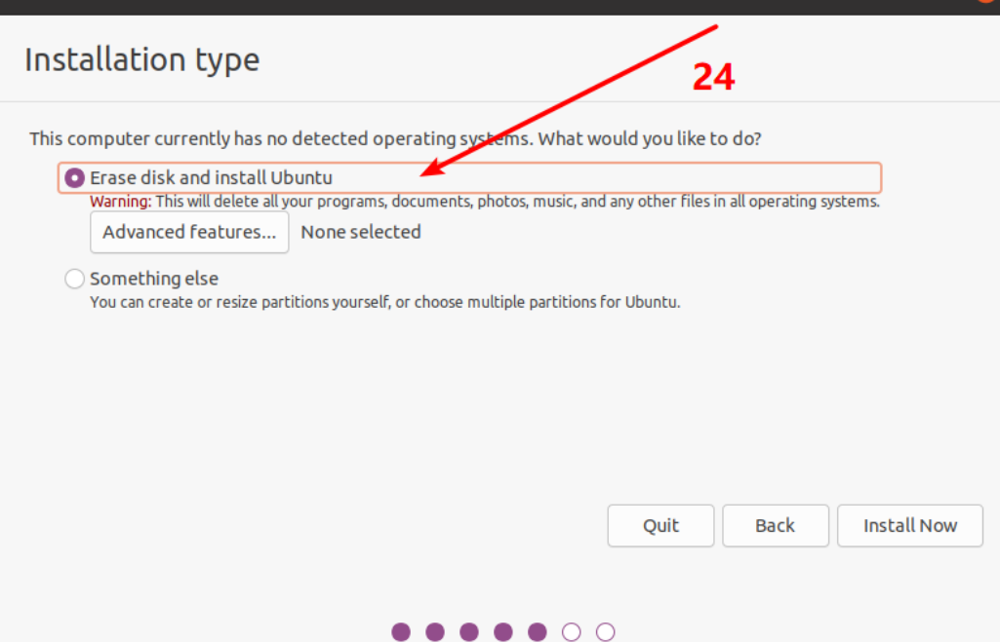 Installation type
24
This computer currently has no detected operating systems. What would you like to do?
Erase disk and install Ubuntu
Warning: This will delete all your programs, documents, photos, music, and any other files in all operating systems.
Advanced features... None selected
Something else
You can create or resize partitions yourself, or choose multiple partitions for Ubuntu.
Quit Back Install Now